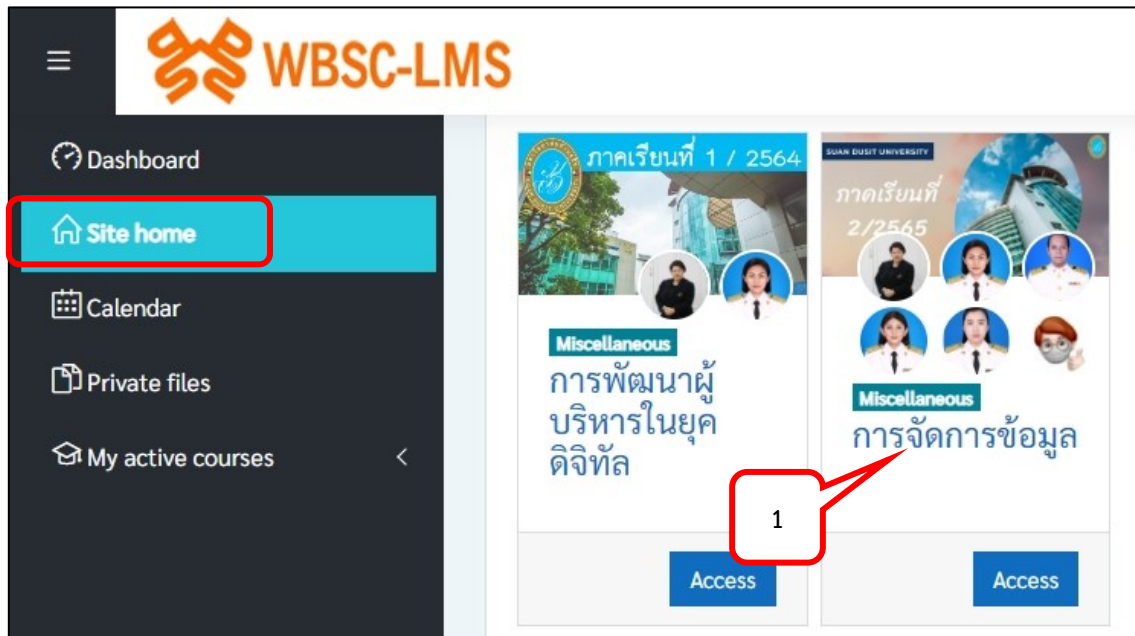 WBSC-LMS
Dashboard
Site home
Calendar
Private files
My active courses
ภาคเรียนที่ 1 / 2564
Miscellaneous
การพัฒนาผู้
บริหารในยุค
ดิจิทัล
Access
SUAN DUSIT UNIVERSITY
ภาคเรียนที่
2/2565
Miscellaneous
การจัดการข้อมูล
1
Access